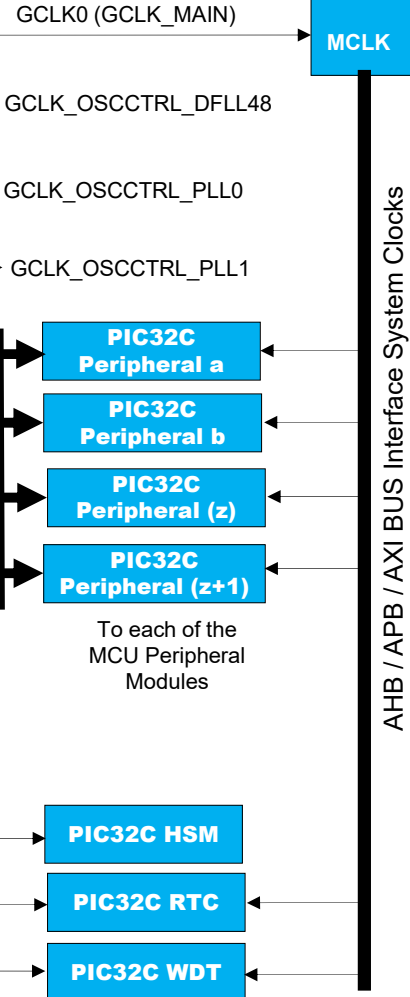 GCLK0 (GCLK_MAIN)
MCLK
GCLK_OSCCTRL_DFLL48
GCLK_OSCCTRL_PLL0
GCLK_OSCCTRL_PLL1
PIC32C
Peripheral a
PIC32C
Peripheral b
PIC32C
Peripheral (z)
PIC32C
Peripheral (z+1)
To each of the
MCU Peripheral
Modules
AHB / APB / AXI BUS Interface System Clocks
PIC32C HSM
PIC32C RTC
PIC32C WDT